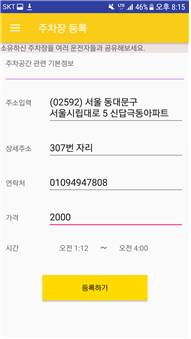 SKT 46% 오후 8:15
주차장 등록
소유하신 주차장을 여러 운전자들과 공유해보세요.
주차공간 관련 기본정보
주소입력 (02592) 서울 동대문구
서울시립대로 5 신답극동아파트
상세주소 307번 자리
연락처 01094947808
가격 2000
시간 오전 1:12 ~ 오전 4:00
등록하기